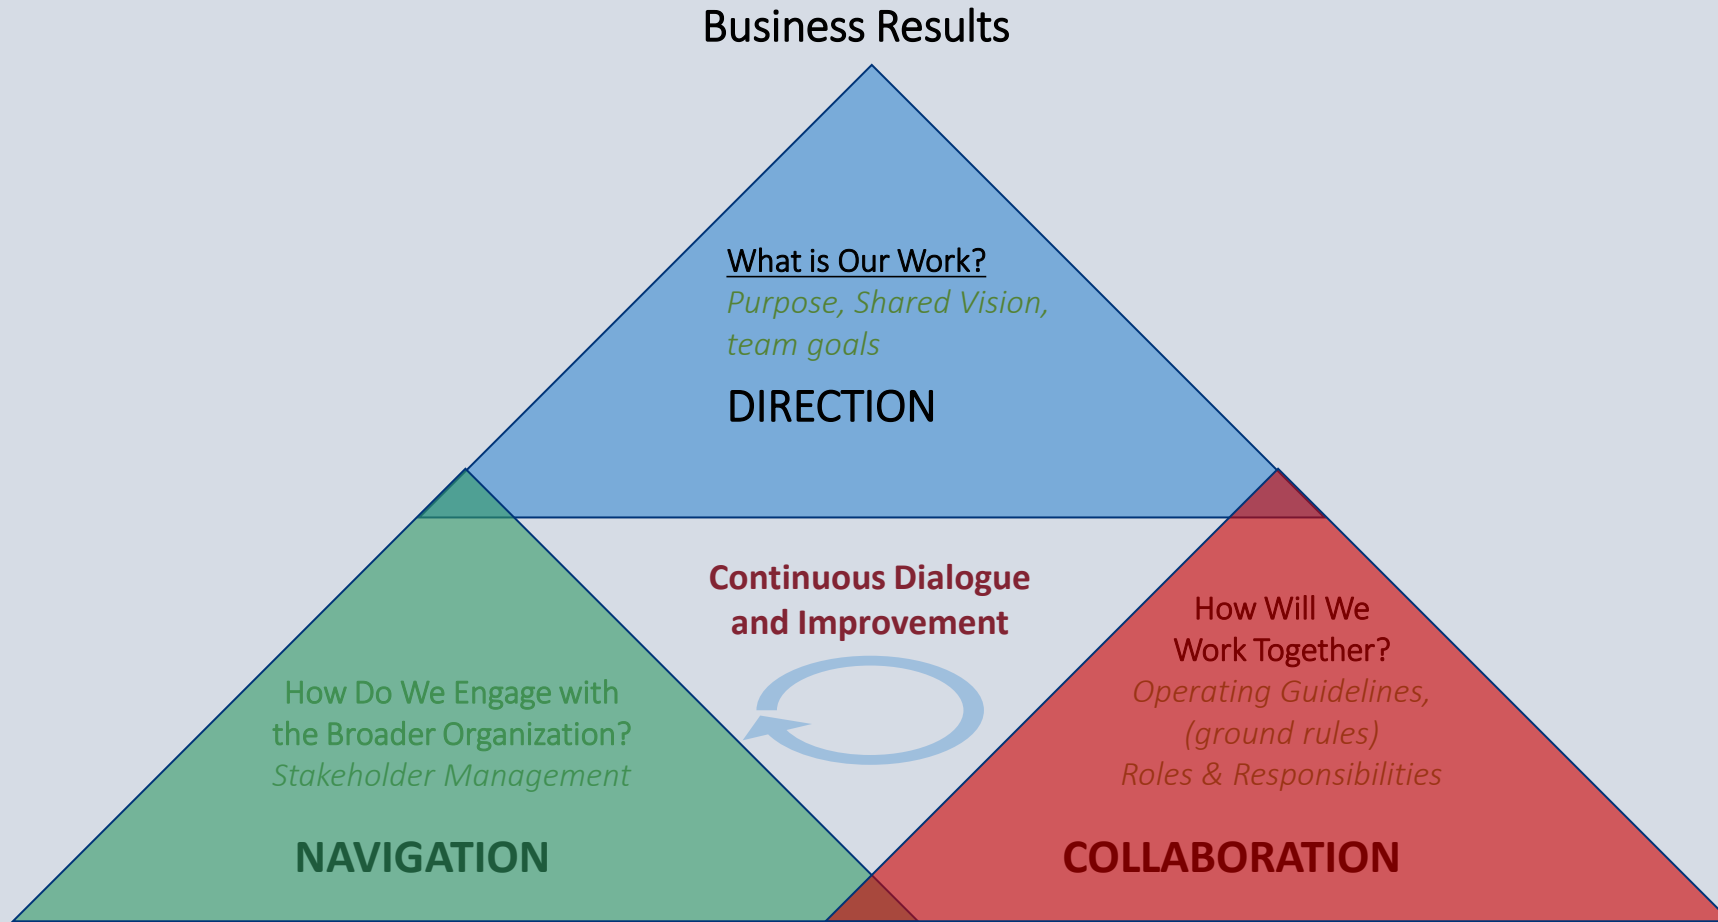 Business Results
What is Our Work?
Purpose, Shared Vision,
team goals
DIRECTION
Continuous Dialogue
and Improvement
How Do We Engage with
the Broader Organization?
Stakeholder Management
NAVIGATION
How Will We
Work Together?
Operating Guidelines,
(ground rules)
Roles & Responsibilities
COLLABORATION